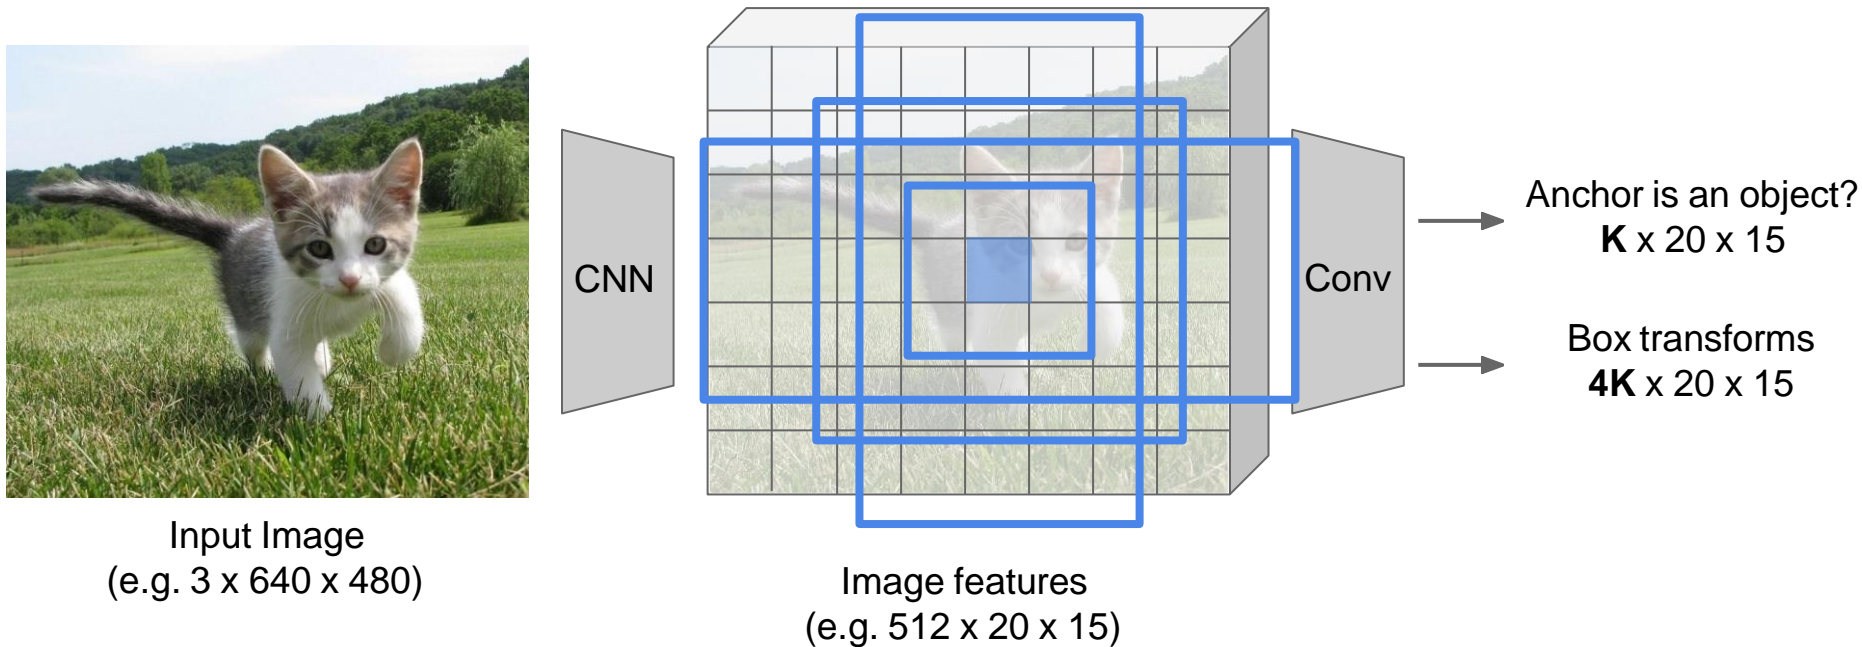 CNN
Conv
Anchor is an object?
K x 20 x 15
Box transforms
4K x 20 x 15
Input Image
(e.g. 3 x 640 x 480)
Image features
(e.g. 512 x 20 x 15)